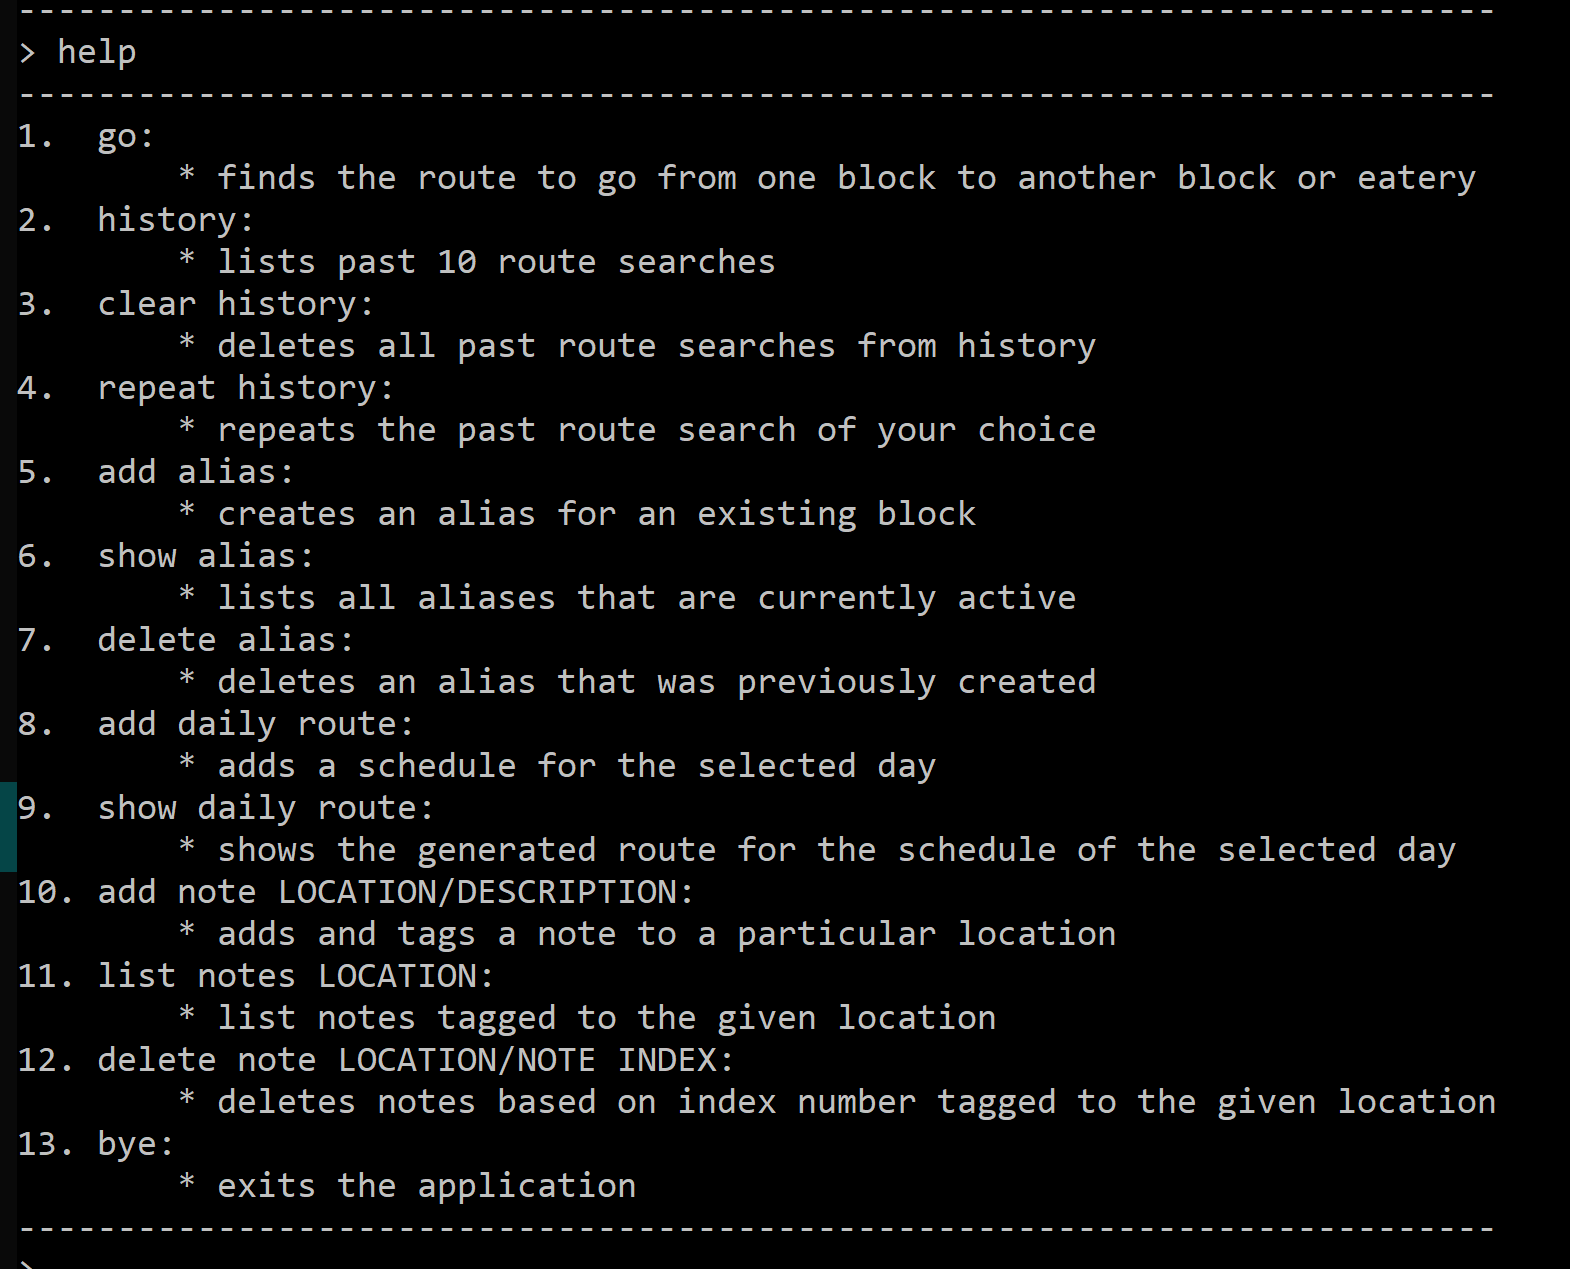 --------------------------------------------------------------------------
> help
--------------------------------------------------------------------------
1.  go:
        * finds the route to go from one block to another block or eatery
2.  history:
        * lists past 10 route searches
3.  clear history:
        * deletes all past route searches from history
4.  repeat history:
        * repeats the past route search of your choice
5.  add alias:
        * creates an alias for an existing block
6.  show alias:
        * lists all aliases that are currently active
7.  delete alias:
        * deletes an alias that was previously created
8.  add daily route:
        * adds a schedule for the selected day
9.  show daily route:
        * shows the generated route for the schedule of the selected day
10. add note LOCATION/DESCRIPTION:
        * adds and tags a note to a particular location
11. list notes LOCATION:
        * list notes tagged to the given location
12. delete note LOCATION/NOTE INDEX:
        * deletes notes based on index number tagged to the given location
13. bye:
        * exits the application
--------------------------------------------------------------------------
>